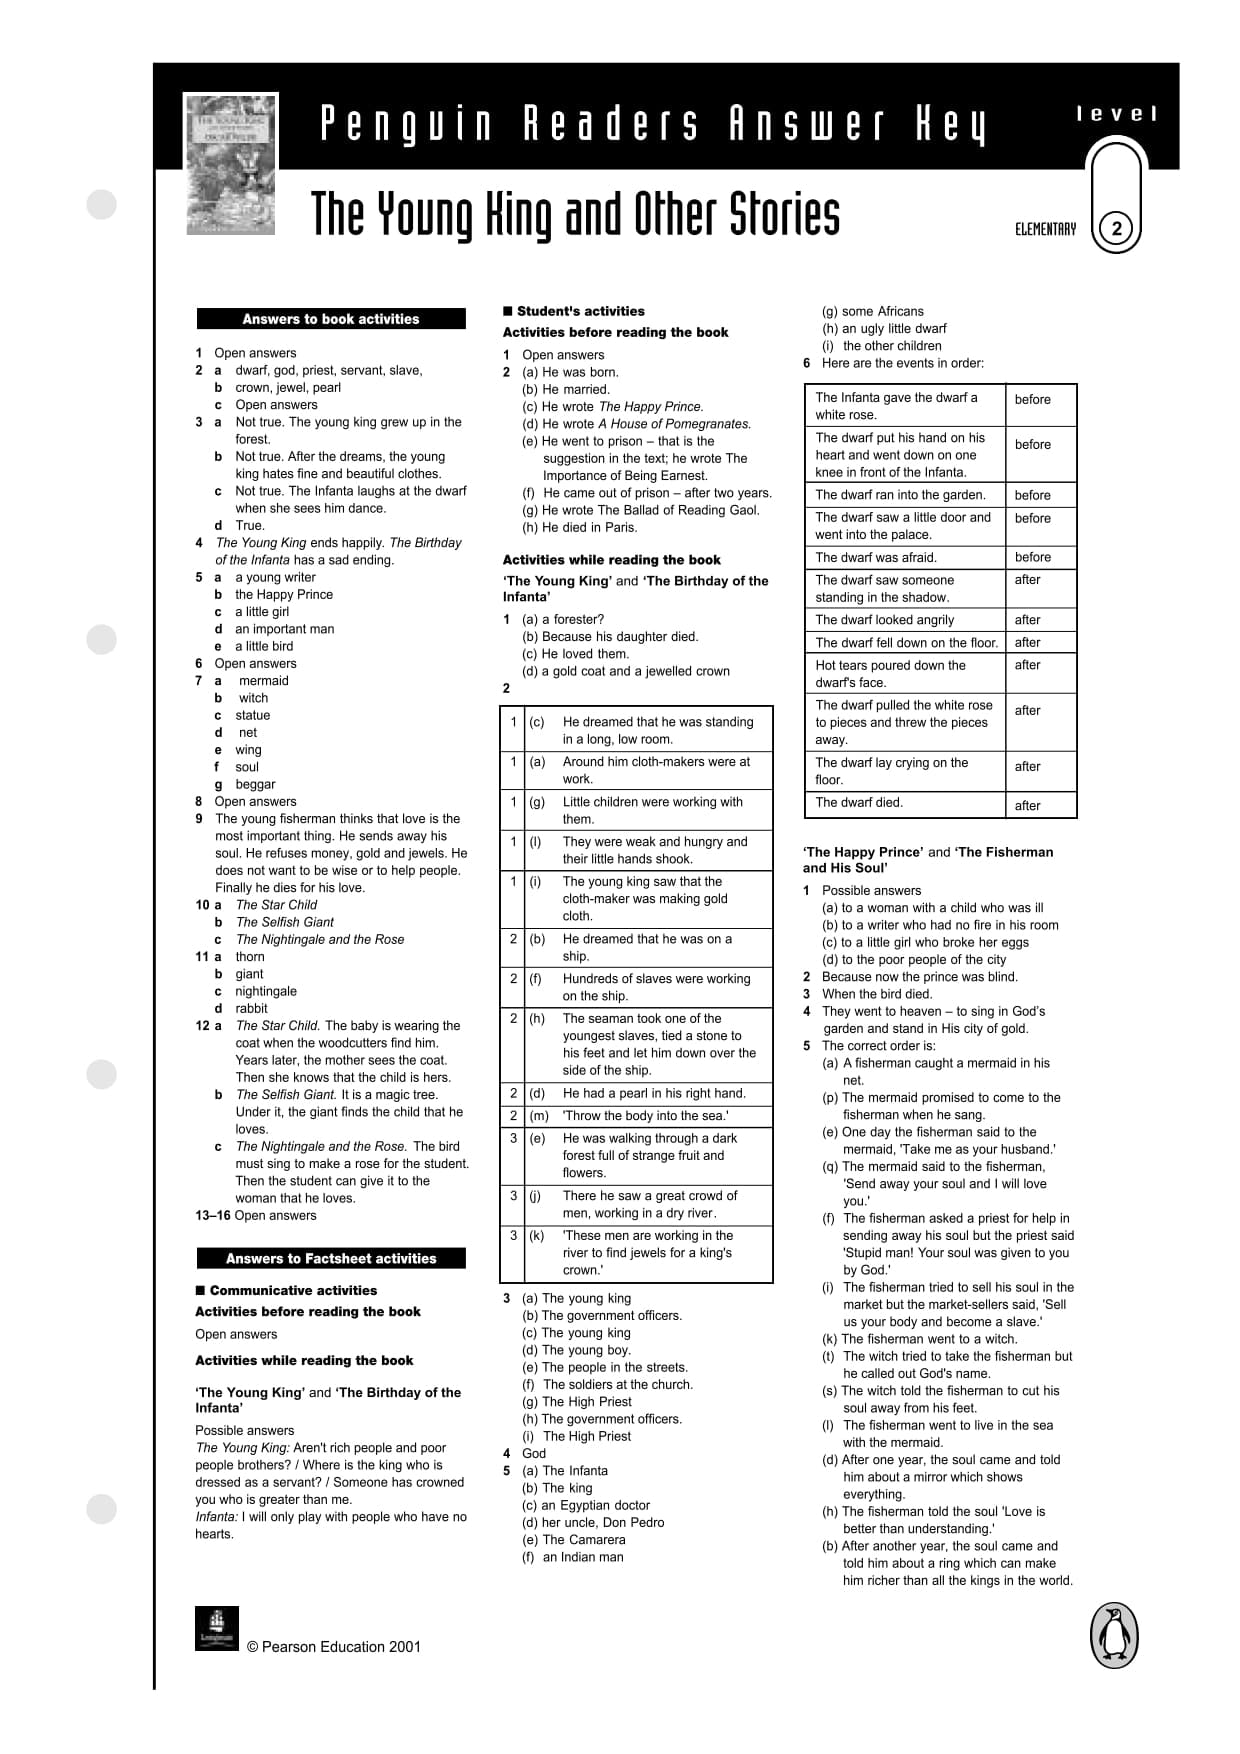 Penguin Readers Answer Key
level
The Young King and Other Stories
ELEMENTARY
2
Answers to book activities
1 Open answers
2 a dwarf, god, priest, servant, slave,
b crown, jewel, pearl
c Open answers
3 a Not true. The young king grew up in the
forest.
b Not true. After the dreams, the young
king hates fine and beautiful clothes.
c Not true. The Infanta laughs at the dwarf
when she sees him dance.
d True.
4 The Young King ends happily. The Birthday
of the Infanta has a sad ending.
5 a a young writer
b the Happy Prince
c a little girl
d an important man
e a little bird
6 Open answers
7 a mermaid
b witch
c statue
d net
e wing
f soul
g beggar
8 Open answers
9 The young fisherman thinks that love is the
most important thing. He sends away his
soul. He refuses money, gold and jewels. He
does not want to be wise or to help people.
Finally he dies for his love.
10 a The Star Child
b The Selfish Giant
c The Nightingale and the Rose
11 a thorn
b giant
c nightingale
d rabbit
12 a The Star Child. The baby is wearing the
coat when the woodcutters find him.
Years later, the mother sees the coat.
Then she knows that the child is hers.
b The Selfish Giant. It is a magic tree.
Under it, the giant finds the child that he
loves.
c The Nightingale and the Rose. The bird
must sing to make a rose for the student.
Then the student can give it to the
woman that he loves.
13–16 Open answers
Answers to Factsheet activities
■ Communicative activities
Activities before reading the book
Open answers
Activities while reading the book
‘The Young King’ and ‘The Birthday of the
Infanta’
Possible answers
The Young King: Aren't rich people and poor
people brothers? / Where is the king who is
dressed as a servant? / Someone has crowned
you who is greater than me.
Infanta: I will only play with people who have no
hearts.
■ Student's activities
Activities before reading the book
1 Open answers
2 (a) He was born.
(b) He married.
(c) He wrote The Happy Prince.
(d) He wrote A House of Pomegranates.
(e) He went to prison – that is the
suggestion in the text; he wrote The
Importance of Being Earnest.
(f) He came out of prison – after two years.
(g) He wrote The Ballad of Reading Gaol.
(h) He died in Paris.
Activities while reading the book
‘The Young King’ and ‘The Birthday of the
Infanta’
1 (a) a forester?
(b) Because his daughter died.
(c) He loved them.
(d) a gold coat and a jewelled crown
2
1 (c) He dreamed that he was standing
in a long, low room.
1 (a) Around him cloth-makers were at
work.
1 (g) Little children were working with
them.
1 (l) They were weak and hungry and
their little hands shook.
1 (i) The young king saw that the
cloth-maker was making gold
cloth.
2 (b) He dreamed that he was on a
ship.
2 (f) Hundreds of slaves were working
on the ship.
2 (h) The seaman took one of the
youngest slaves, tied a stone to
his feet and let him down over the
side of the ship.
2 (d) He had a pearl in his right hand.
2 (m) 'Throw the body into the sea.'
3 (e) He was walking through a dark
forest full of strange fruit and
flowers.
3 (j) There he saw a great crowd of
men, working in a dry river.
3 (k) 'These men are working in the
river to find jewels for a king's
crown.'
3 (a) The young king
(b) The government officers.
(c) The young king
(d) The young boy.
(e) The people in the streets.
(f) The soldiers at the church.
(g) The High Priest
(h) The government officers.
(i) The High Priest
4 God
5 (a) The Infanta
(b) The king
(c) an Egyptian doctor
(d) her uncle, Don Pedro
(e) The Camarera
(f) an Indian man
(g) some Africans
(h) an ugly little dwarf
(i) the other children
6 Here are the events in order:
The Infanta gave the dwarf a before
white rose.
The dwarf put his hand on his
heart and went down on one before
knee in front of the Infanta.
The dwarf ran into the garden. before
The dwarf saw a little door and before
went into the palace.
The dwarf was afraid. before
The dwarf saw someone after
standing in the shadow.
The dwarf looked angrily after
The dwarf fell down on the floor. after
Hot tears poured down the after
dwarf's face.
The dwarf pulled the white rose
to pieces and threw the pieces after
away.
The dwarf lay crying on the after
floor.
The dwarf died. after
‘The Happy Prince’ and ‘The Fisherman
and His Soul’
1 Possible answers
(a) to a woman with a child who was ill
(b) to a writer who had no fire in his room
(c) to a little girl who broke her eggs
(d) to the poor people of the city
2 Because now the prince was blind.
3 When the bird died.
4 They went to heaven – to sing in God’s
garden and stand in His city of gold.
5 The correct order is:
(a) A fisherman caught a mermaid in his
net.
(p) The mermaid promised to come to the
fisherman when he sang.
(e) One day the fisherman said to the
mermaid, 'Take me as your husband.'
(q) The mermaid said to the fisherman,
'Send away your soul and I will love
you.'
(f) The fisherman asked a priest for help in
sending away his soul but the priest said
'Stupid man! Your soul was given to you
by God.'
(i) The fisherman tried to sell his soul in the
market but the market-sellers said, 'Sell
us your body and become a slave.'
(k) The fisherman went to a witch.
(t) The witch tried to take the fisherman but
he called out God's name.
(s) The witch told the fisherman to cut his
soul away from his feet.
(l) The fisherman went to live in the sea
with the mermaid.
(d) After one year, the soul came and told
him about a mirror which shows
everything.
(h) The fisherman told the soul 'Love is
better than understanding.'
(b) After another year, the soul came and
told him about a ring which can make
him richer than all the kings in the world.
© Pearson Education 2001